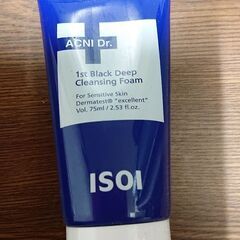 ACNI Dr.
1st Black Deep
Cleansing Foam
For Sensitive Skin
Dermatest® "excellent"
Vol. 75ml / 2.53 fl.oz.
ISOI